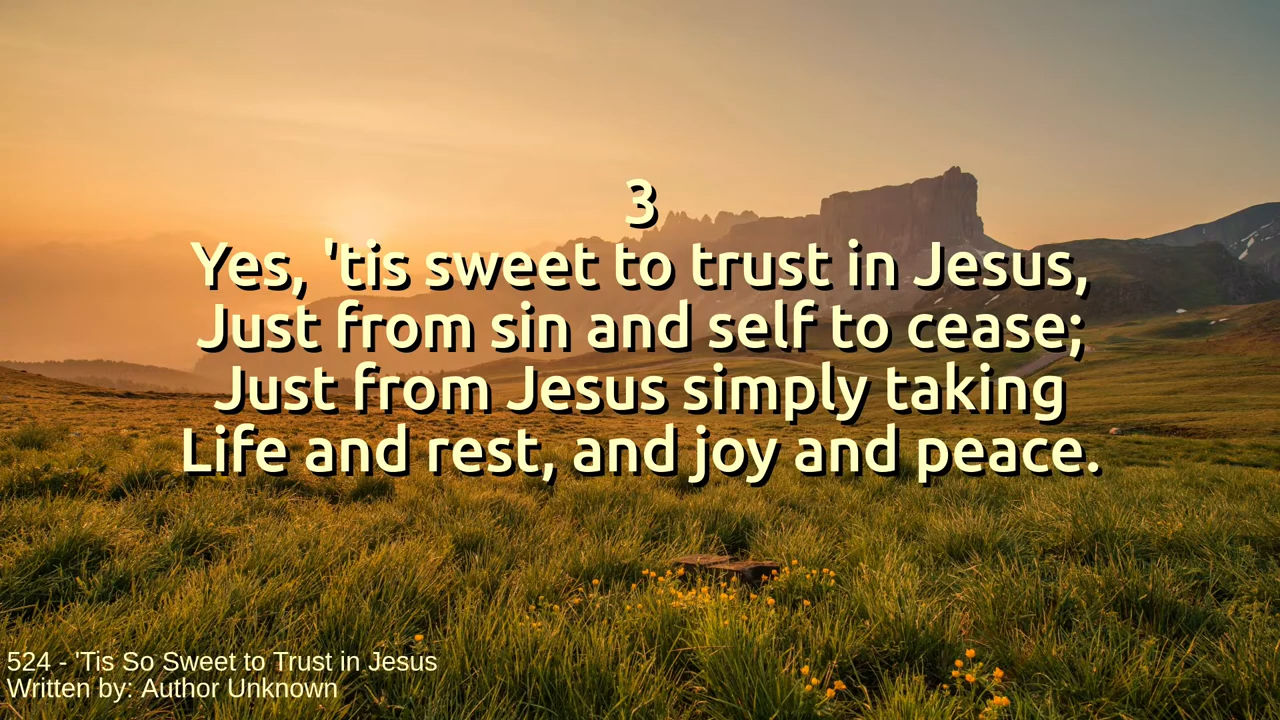 3
Yes, 'tis sweet to trust in Jesus,
Just from sin and self to cease;
Just from Jesus simply taking
Life and rest, and joy and peace.
524 - 'Tis So Sweet to Trust in Jesus
Written by: Author Unknown